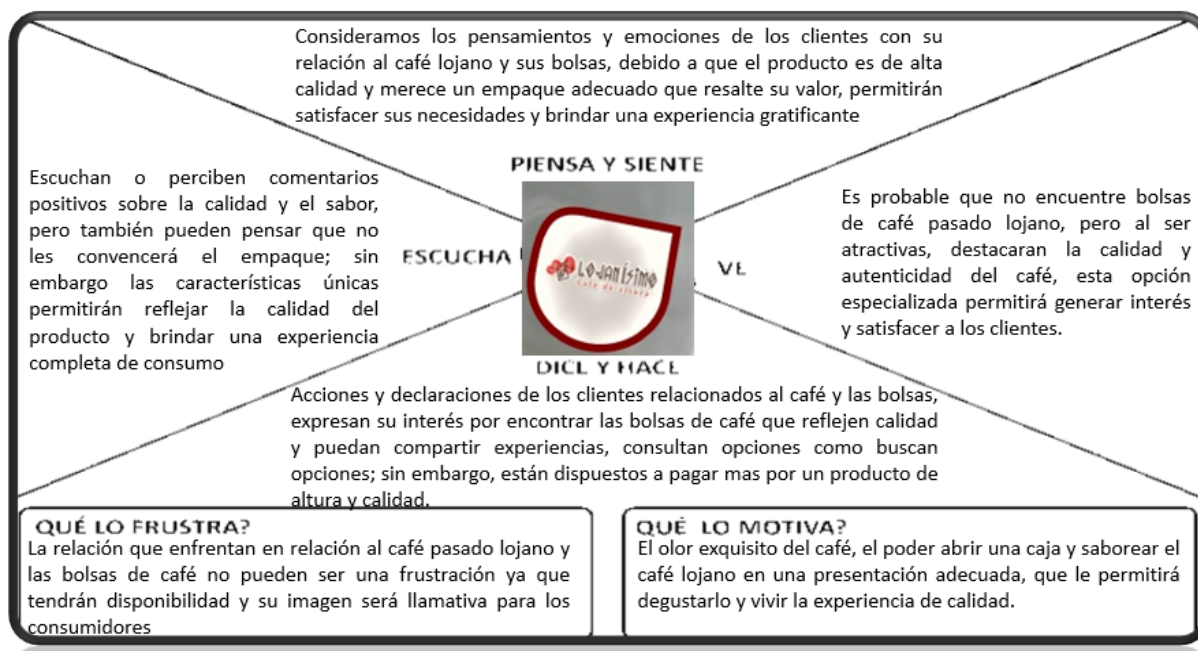 Consideramos los pensamientos y emociones de los clientes con su
relación al café lojano y sus bolsas, debido a que el producto es de alta
calidad y merece un empaque adecuado que resalte su valor, permitirán
satisfacer sus necesidades y brindar una experiencia gratificante
PIENSA Y SIENTE
Escuchan o perciben comentarios
positivos sobre la calidad y el sabor,
pero también pueden pensar que no
les convencerá el empaque; sin
embargo las características únicas
permitirán reflejar la calidad del
producto y brindar una experiencia
completa de consumo
ESCUCHA
LOJANÍSIMO
Café de altura
VE
Es probable que no encuentre bolsas
de café pasado lojano, pero al ser
atractivas, destacaran la calidad y
autenticidad del café, esta opción
especializada permitirá generar interés
y satisfacer a los clientes.
DICE Y HACE
Acciones y declaraciones de los clientes relacionados al café y las bolsas,
expresan su interés por encontrar las bolsas de café que reflejen calidad
y puedan compartir experiencias, consultan opciones como buscan
opciones; sin embargo, están dispuestos a pagar mas por un producto de
altura y calidad.
QUÉ LO FRUSTRA?
La relación que enfrentan en relación al café pasado lojano y
las bolsas de café no pueden ser una frustración ya que
tendrán disponibilidad y su imagen será llamativa para los
consumidores
QUÉ LO MOTIVA?
El olor exquisito del café, el poder abrir una caja y saborear el
café lojano en una presentación adecuada, que le permitirá
degustarlo y vivir la experiencia de calidad.